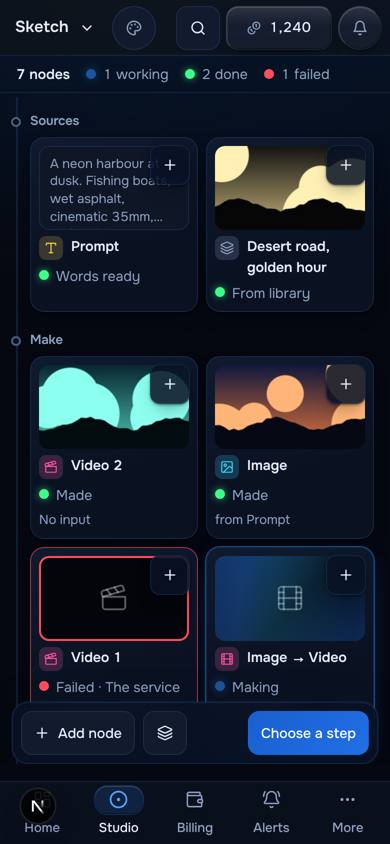 Sketch
1,240
7 nodes 1 working 2 done 1 failed
Sources
A neon harbour at
dusk. Fishing boats,
wet asphalt,
cinematic 35mm,...
Prompt
Words ready
Desert road,
golden hour
From library
Make
Video 2
Made
No input
Image
Made
from Prompt
Video 1
Failed · The service
Image → Video
Making
+ Add node
Choose a step
N
Home Studio Billing Alerts More